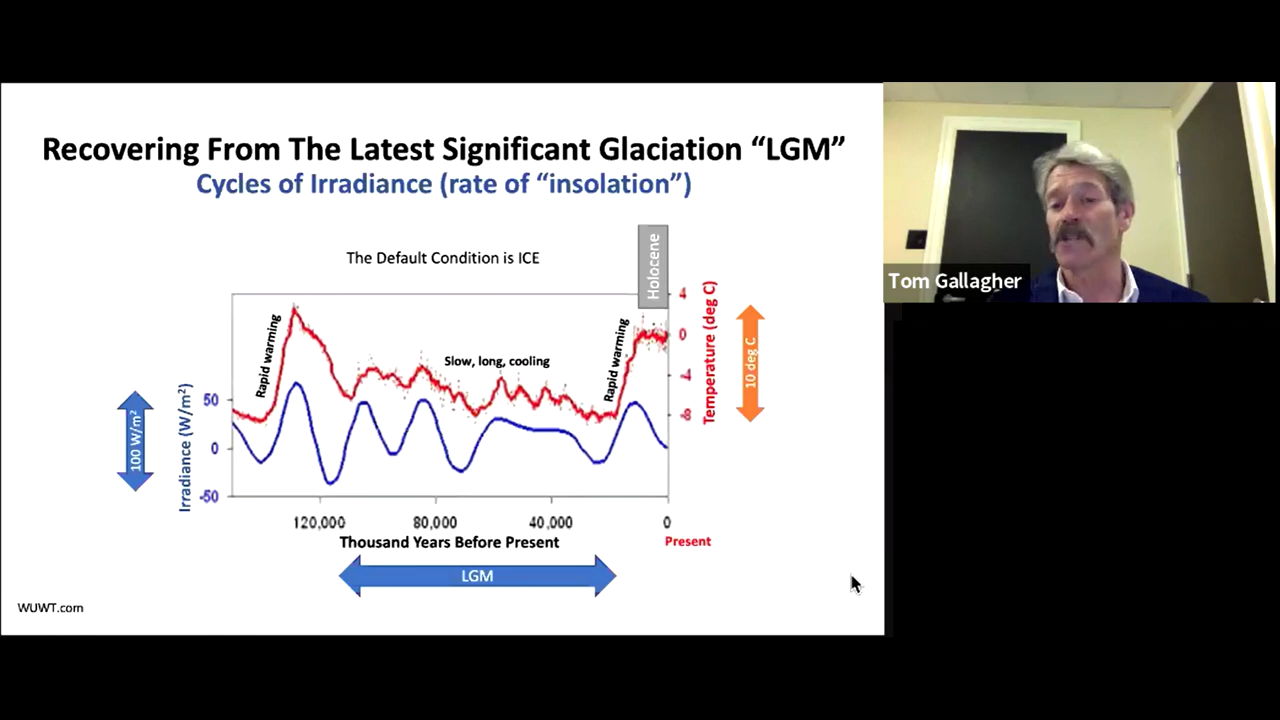 Recovering From The Latest Significant Glaciation “LGM”
Cycles of Irradiance (rate of “insolation”)
The Default Condition is ICE
Holocene
Rapid warming
Slow, long, cooling
Rapid warming
4
0
-4
-8
Temperature (deg C)
10 deg C
100 W/m²
Irradiance (W/m²)
50
0
-50
120,000
80,000
40,000
0
Thousand Years Before Present
Present
LGM
WUWT.com
Tom Gallagher